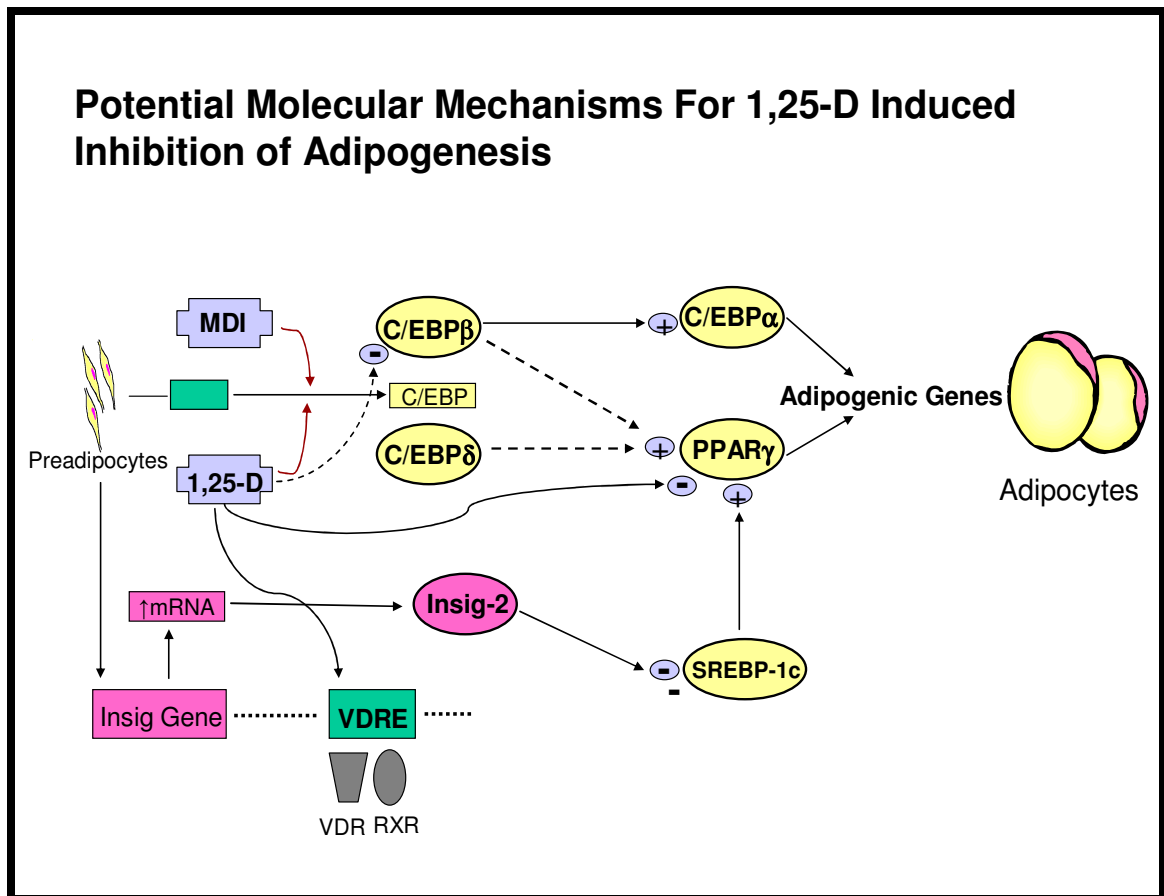 Potential Molecular Mechanisms For 1,25-D Induced
Inhibition of Adipogenesis
MDI
C/EBPβ
-
+
C/EBPα
C/EBP
Adipogenic Genes
Preadipocytes
1,25-D
C/EBPδ
+
PPARγ
-
+
Adipocytes
↑mRNA
Insig-2
-
-
SREBP-1c
Insig Gene
VDRE
VDR
RXR